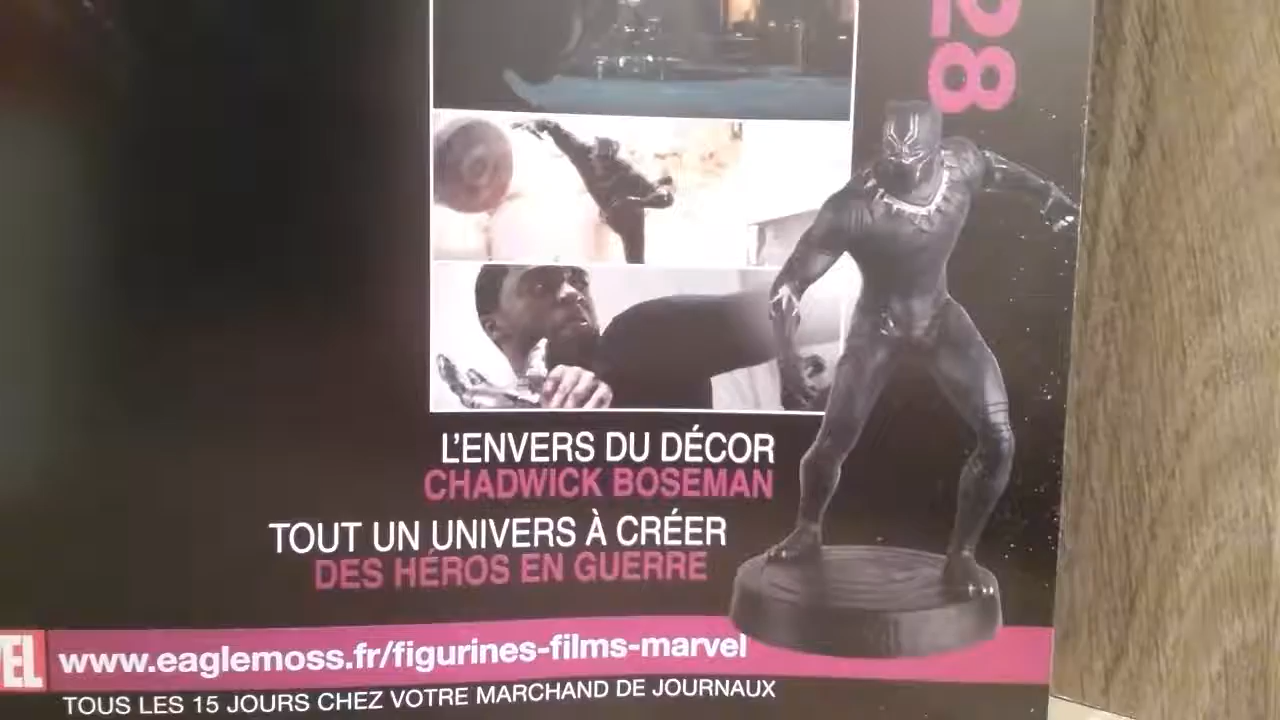 28
L'ENVERS DU DÉCOR
CHADWICK BOSEMAN
TOUT UN UNIVERS À CRÉER
DES HÉROS EN GUERRE
www.eaglemoss.fr/figurines-films-marvel
TOUS LES 15 JOURS CHEZ VOTRE MARCHAND DE JOURNAUX